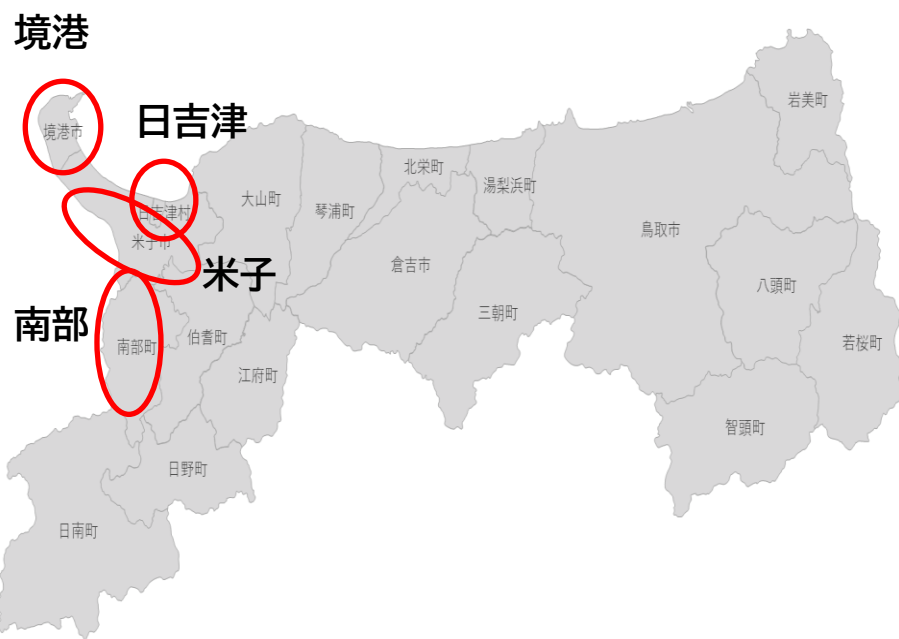 境港
岩美町
日吉津
境港市
北栄町
湯梨浜町
大山町
琴浦町
日吉津村
鳥取市
米子市
米子
倉吉市
八頭町
三朝町
南部
伯耆町
南部町
若桜町
江府町
智頭町
日野町
日南町